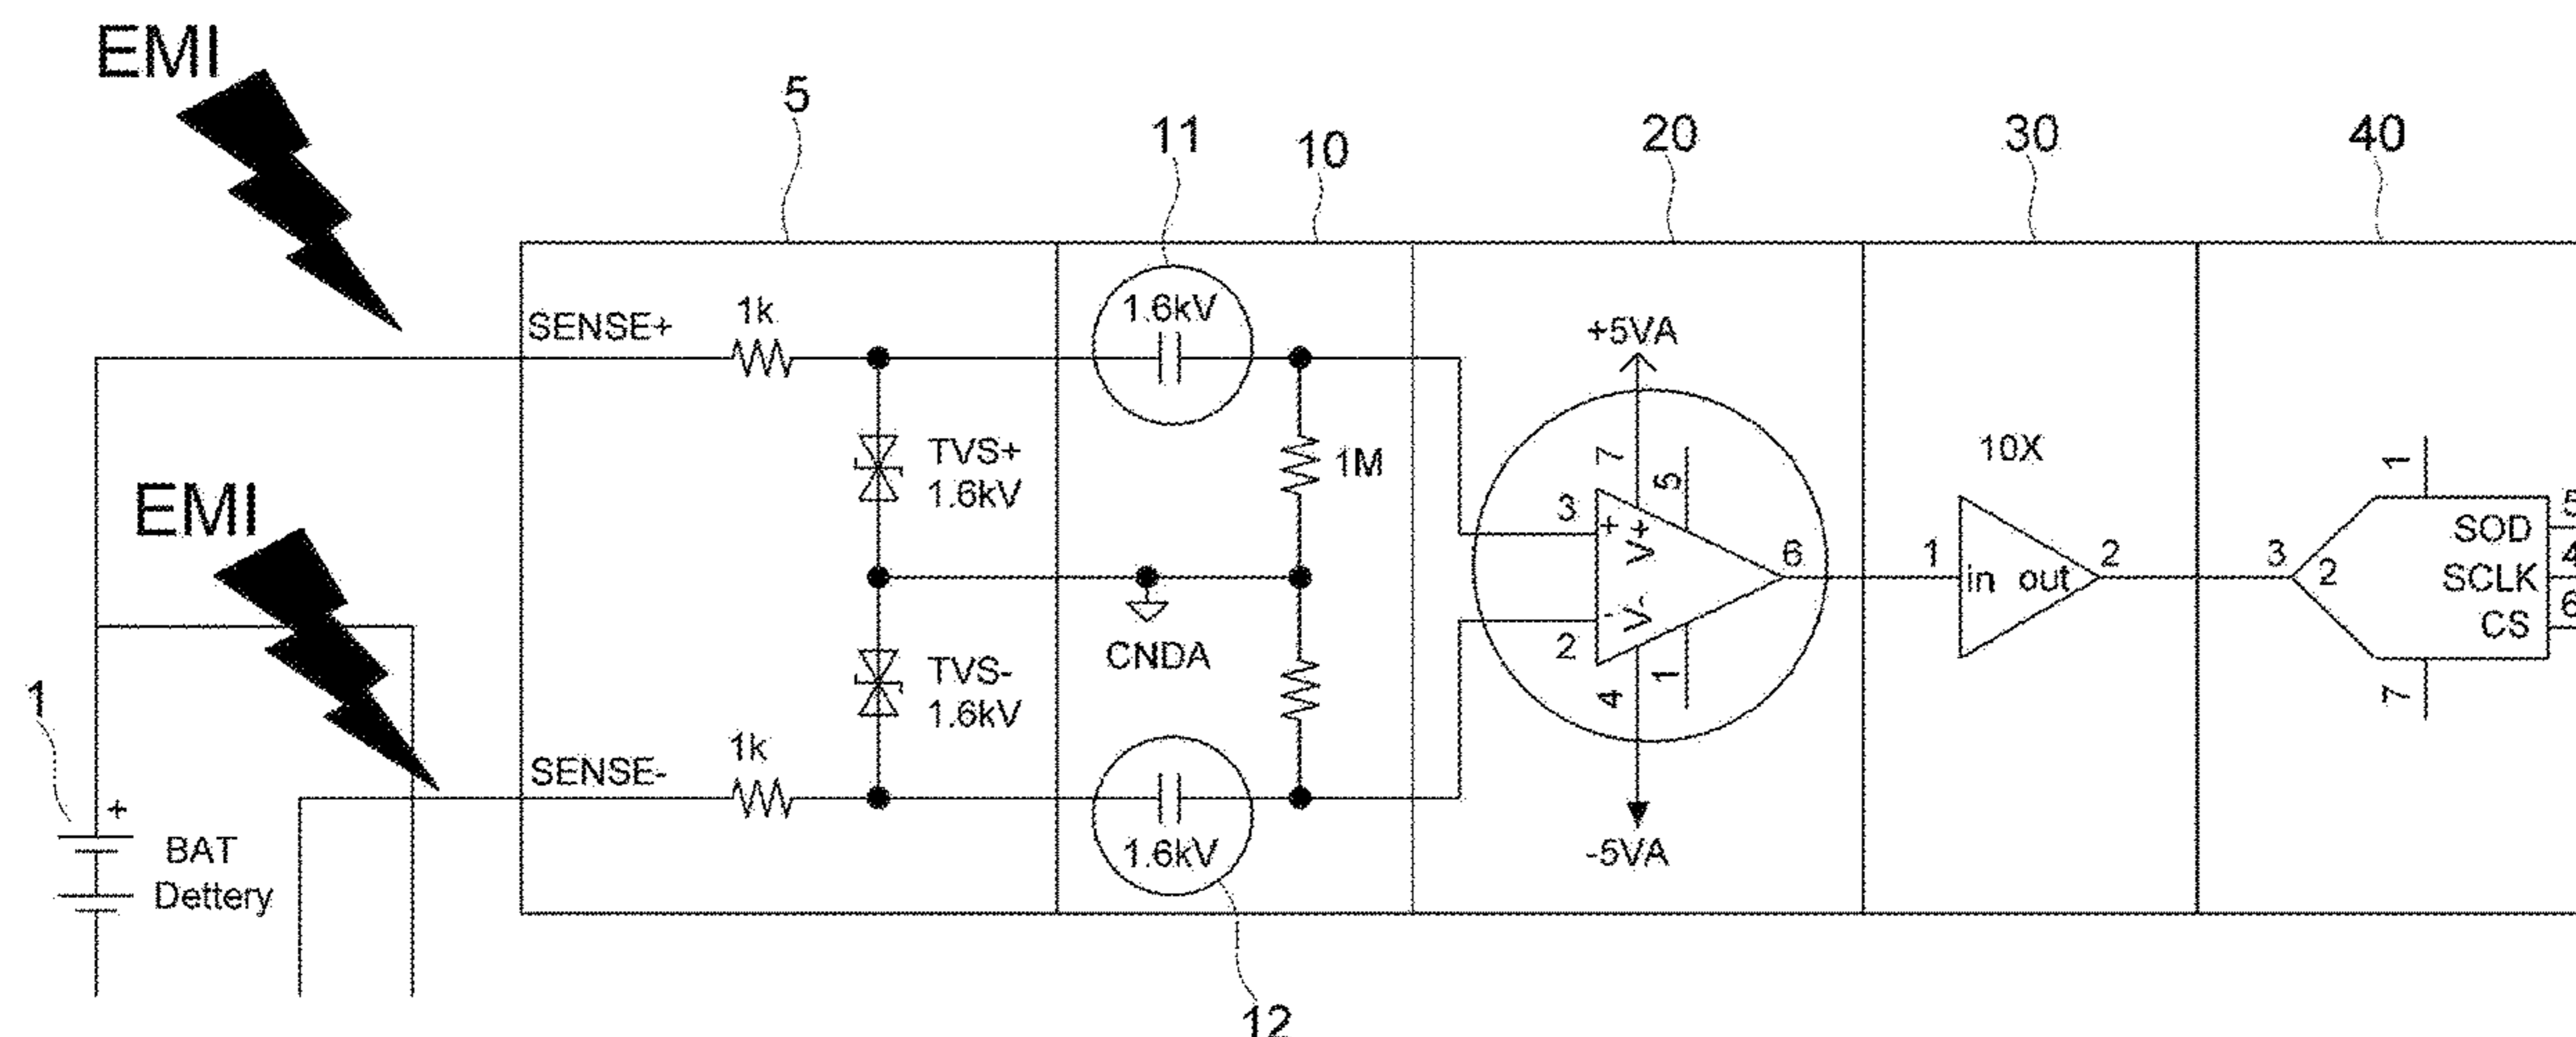 EMI
5
11
10
20
30
40
SENSE+
1k
1.6kV
+5VA
TVS+
1.6kV
1M
7
5
10X
1
EMI
3
+
V+
6
1
in out
2
3
2
SOD
5
SCLK
4
CS
6
CNDA
-
V-
2
TVS-
1.6kV
4
1
7
1
SENSE-
1k
+
BAT
Dettery
1.6kV
-5VA
12